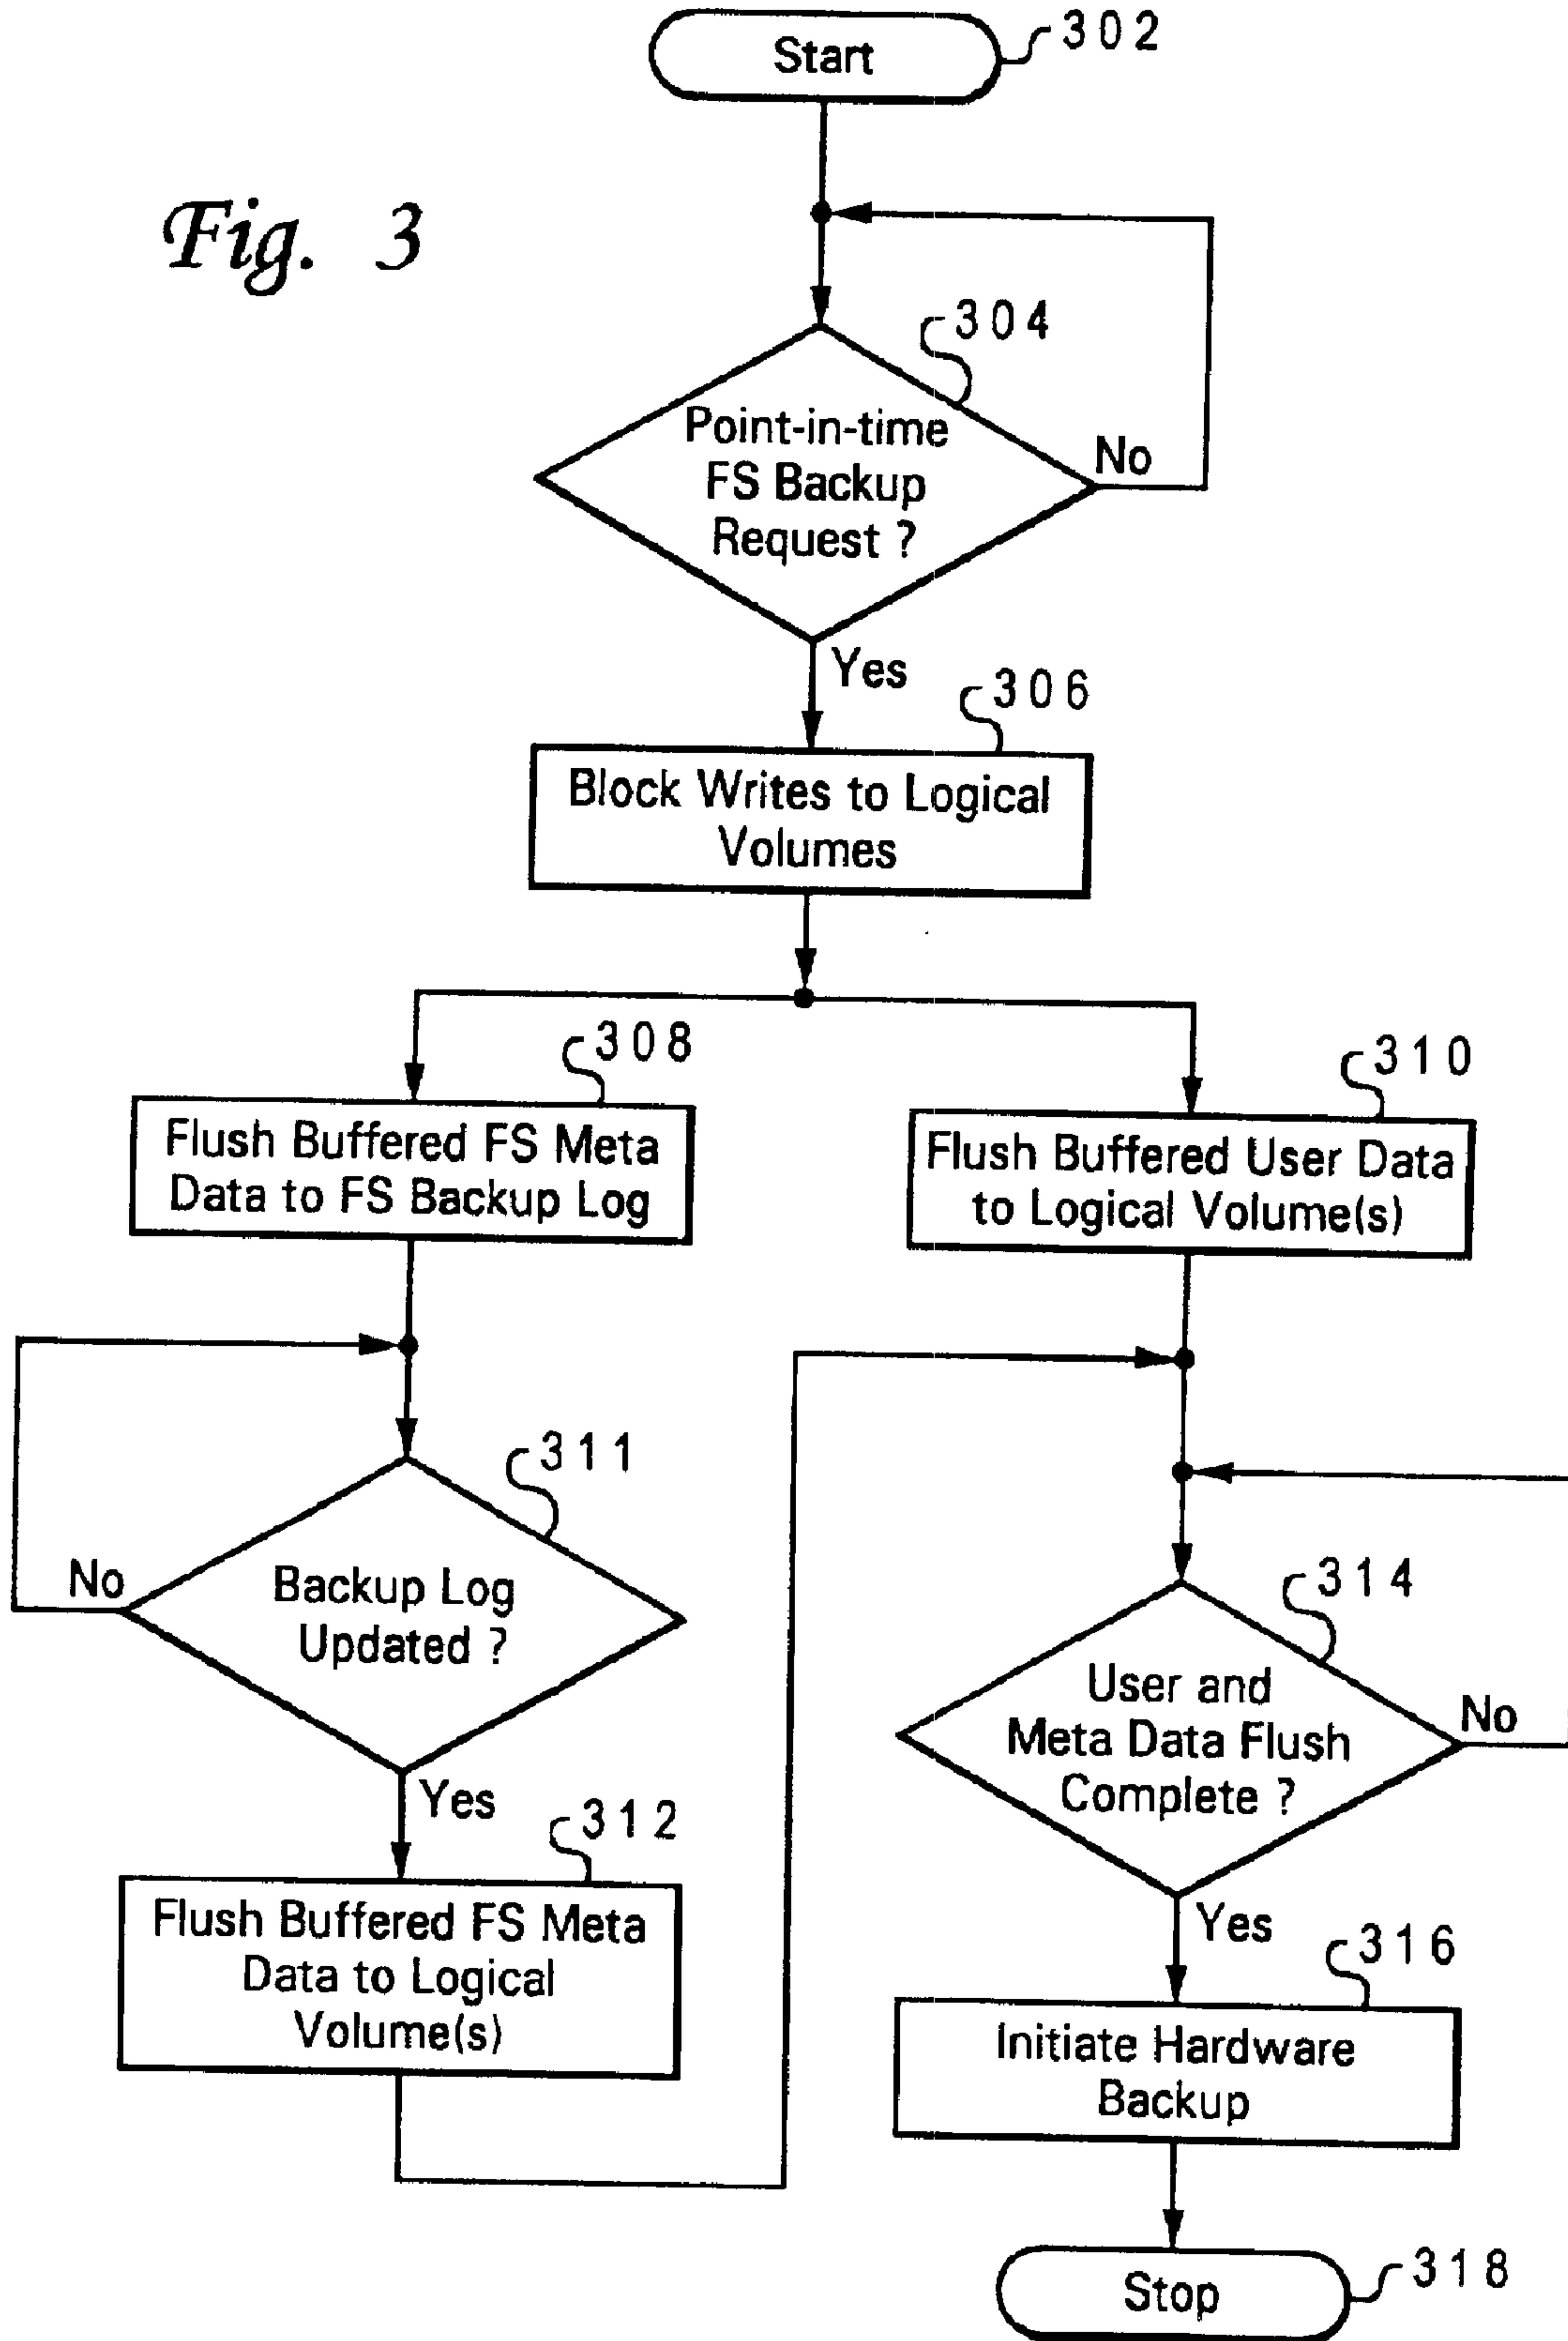 Start
302
Fig. 3
304
Point-in-time
FS Backup
Request ?
No
Yes
306
Block Writes to Logical
Volumes
308
Flush Buffered FS Meta
Data to FS Backup Log
310
Flush Buffered User Data
to Logical Volume(s)
311
Backup Log
Updated ?
No
Yes
312
Flush Buffered FS Meta
Data to Logical
Volume(s)
314
User and
Meta Data Flush
Complete ?
No
Yes
316
Initiate Hardware
Backup
Stop
318